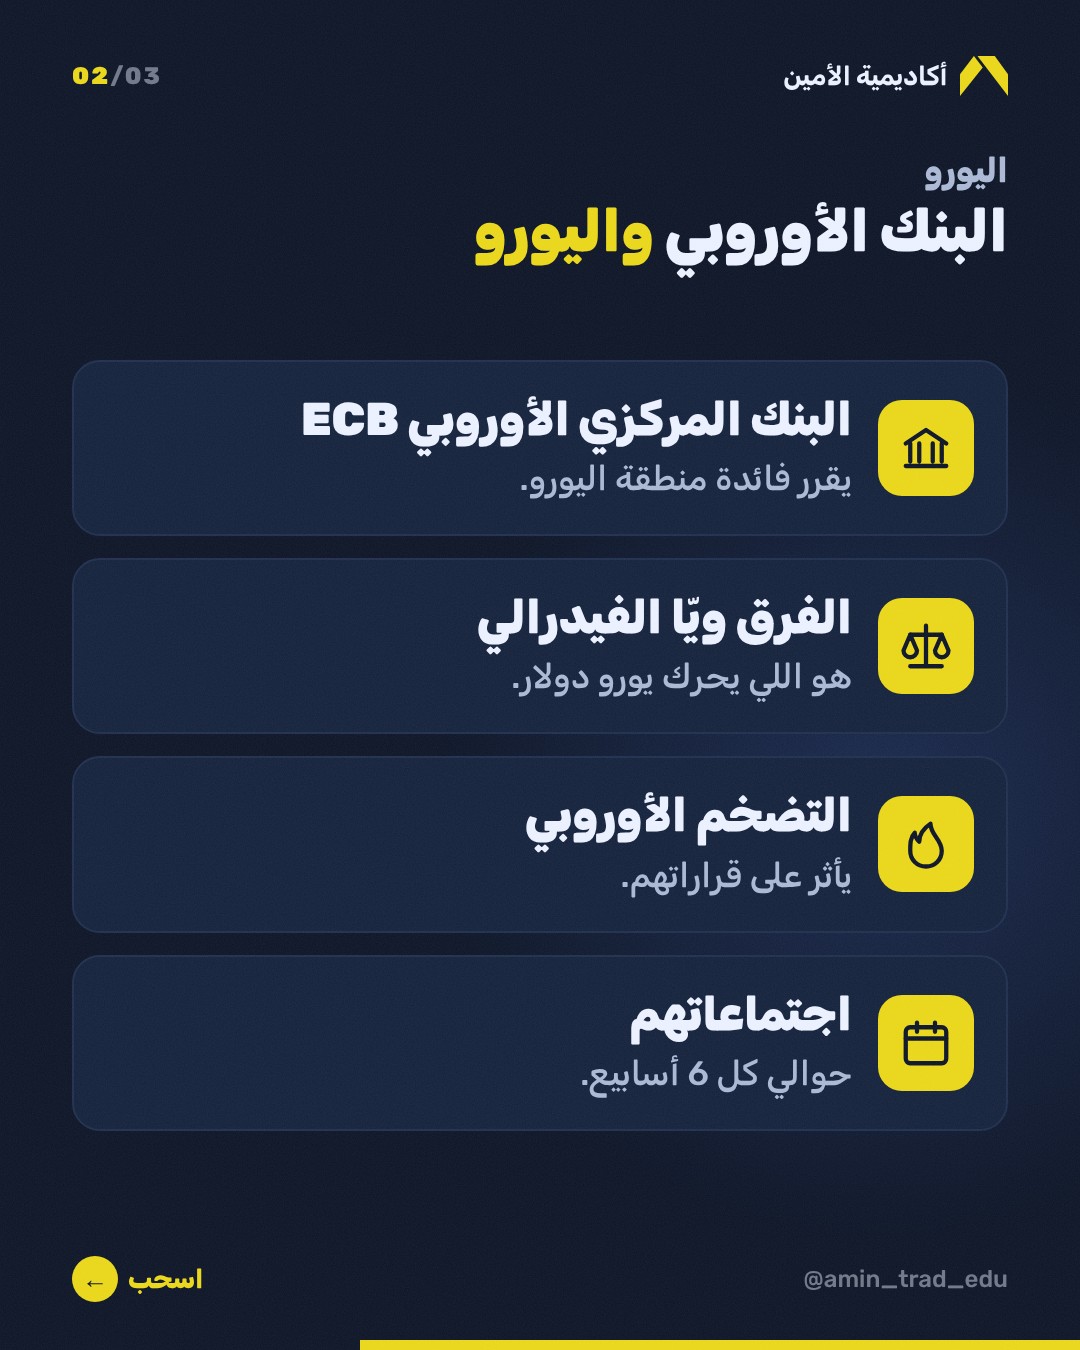 أكاديمية الأمين
02/03
اليورو
البنك الأوروبي واليورو
البنك المركزي الأوروبي ECB
يقرر فائدة منطقة اليورو.
الفرق ويّا الفيدرالي
هو اللي يحرك يورو دولار.
التضخم الأوروبي
يأثر على قراراتهم.
اجتماعاتهم
حوالي كل 6 أسابيع.
@amin_trad_edu
اسحب ←